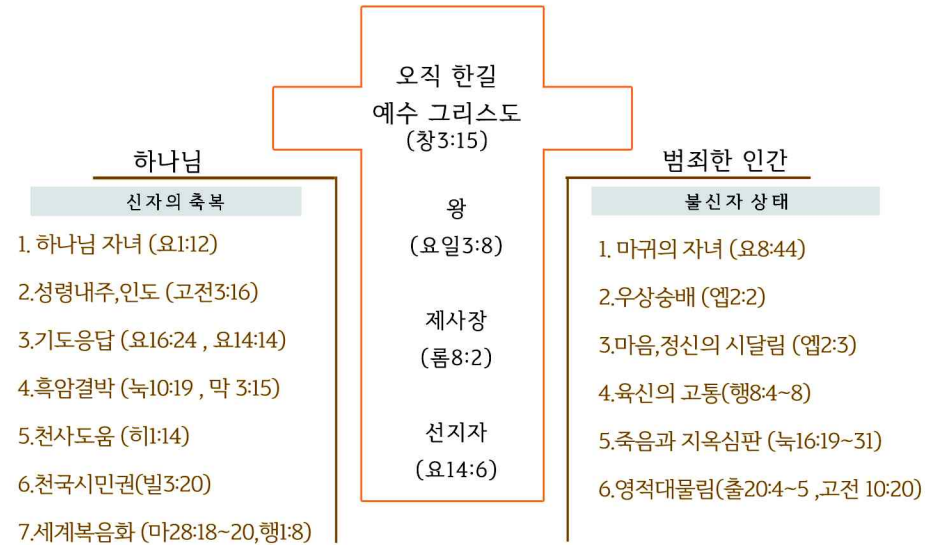 오직 한길
예수 그리스도
(창3:15)
왕
(요일3:8)
제사장
(롬8:2)
선지자
(요14:6)
하나님
신자의 축복
1. 하나님 자녀 (요1:12)
2.성령내주,인도 (고전3:16)
3.기도응답 (요16:24 , 요14:14)
4.흑암결박 (눅10:19 , 막 3:15)
5.천사도움 (히1:14)
6.천국시민권(빌3:20)
7.세계복음화 (마28:18~20,행1:8)
범죄한 인간
불신자 상태
1. 마귀의 자녀 (요8:44)
2.우상숭배 (엡2:2)
3.마음,정신의 시달림 (엡2:3)
4.육신의 고통(행8:4~8)
5.죽음과 지옥심판 (눅16:19~31)
6.영적대물림(출20:4~5 ,고전 10:20)